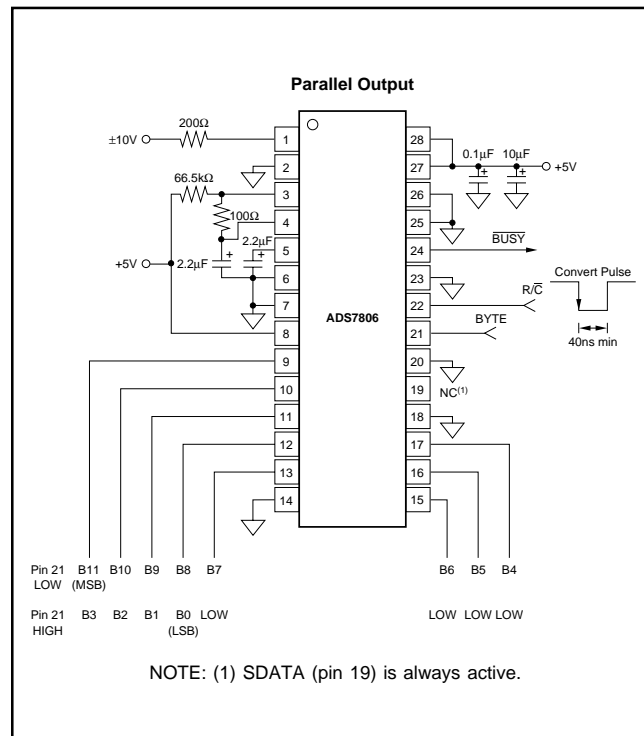 Parallel Output
200Ω
±10V
1
28
0.1µF 10µF
2
27
+5V
66.5kΩ
3
26
100Ω
4
25
2.2µF
5
24
BUSY
+5V
2.2µF
6
23
Convert Pulse
R/C
7
ADS7806
22
BYTE
8
21
40ns min
9
20
NC(1)
10
19
11
18
12
17
13
16
14
15
Pin 21 B11 B10 B9 B8 B7 B6 B5 B4
LOW (MSB)
Pin 21 B3 B2 B1 B0 LOW LOW LOW LOW
HIGH (LSB)
NOTE: (1) SDATA (pin 19) is always active.